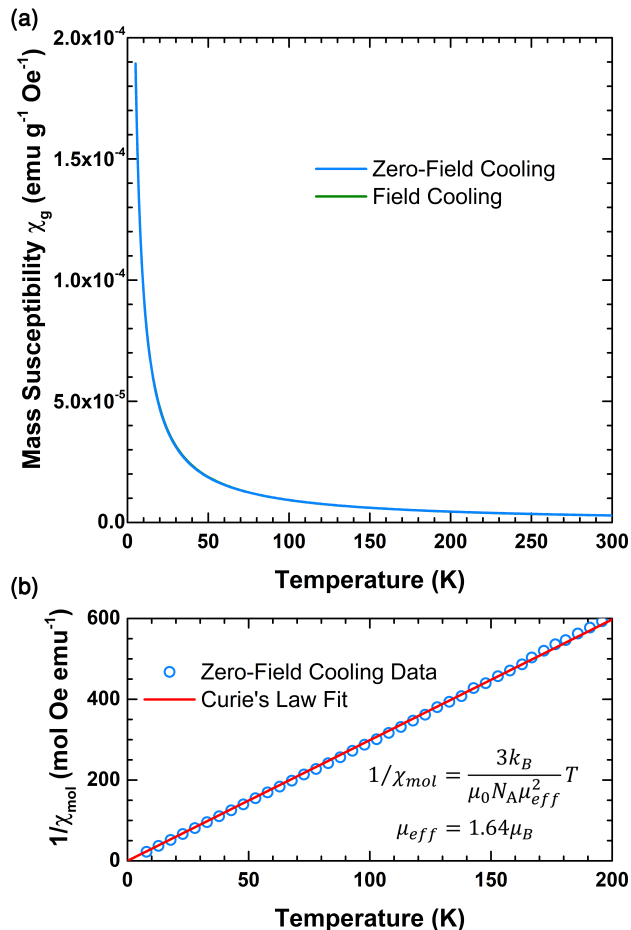 (a)
2.0x10⁻⁴
1.5x10⁻⁴
1.0x10⁻⁴
5.0x10⁻⁵
0.0
Mass Susceptibility χg (emu g⁻¹ Oe⁻¹)
Zero-Field Cooling
Field Cooling
0 50 100 150 200 250 300
Temperature (K)
(b)
600
400
200
0
1/χmol (mol Oe emu⁻¹)
Zero-Field Cooling Data
Curie's Law Fit
1/χmol = 3kB / μ0NAμ²eff T
μeff = 1.64μB
0 50 100 150 200
Temperature (K)